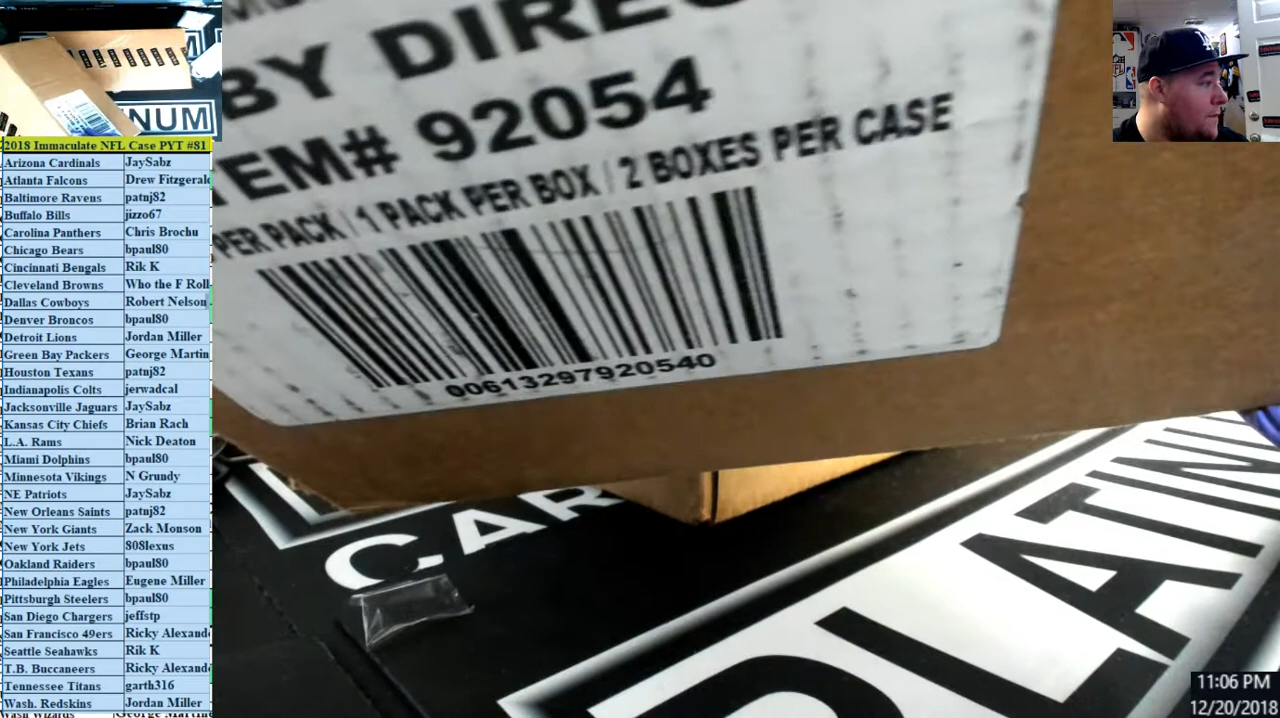 NUM
2018 Immaculate NFL Case PYT #81
Arizona Cardinals JaySabz
Atlanta Falcons Drew Fitzgerald
Baltimore Ravens patnj82
Buffalo Bills jizzo67
Carolina Panthers Chris Brochu
Chicago Bears bpaul80
Cincinnati Bengals Rik K
Cleveland Browns Who the F Roll
Dallas Cowboys Robert Nelson
Denver Broncos bpaul80
Detroit Lions Jordan Miller
Green Bay Packers George Martin
Houston Texans patnj82
Indianapolis Colts jerwadcal
Jacksonville Jaguars JaySabz
Kansas City Chiefs Brian Rach
L.A. Rams Nick Deaton
Miami Dolphins bpaul80
Minnesota Vikings N Grundy
NE Patriots JaySabz
New Orleans Saints patnj82
New York Giants Zack Monson
New York Jets 808lexus
Oakland Raiders bpaul80
Philadelphia Eagles Eugene Miller
Pittsburgh Steelers bpaul80
San Diego Chargers jeffstp
San Francisco 49ers Ricky Alexand
Seattle Seahawks Rik K
T.B. Buccaneers Ricky Alexand
Tennessee Titans garth316
Wash. Redskins Jordan Miller
Wash Wizards George Martin
BY DIRE
TEM# 92054
PER PACK / 1 PACK PER BOX / 2 BOXES PER CASE
00613297920540
CAR
PLATINU
11:06 PM
12/20/2018